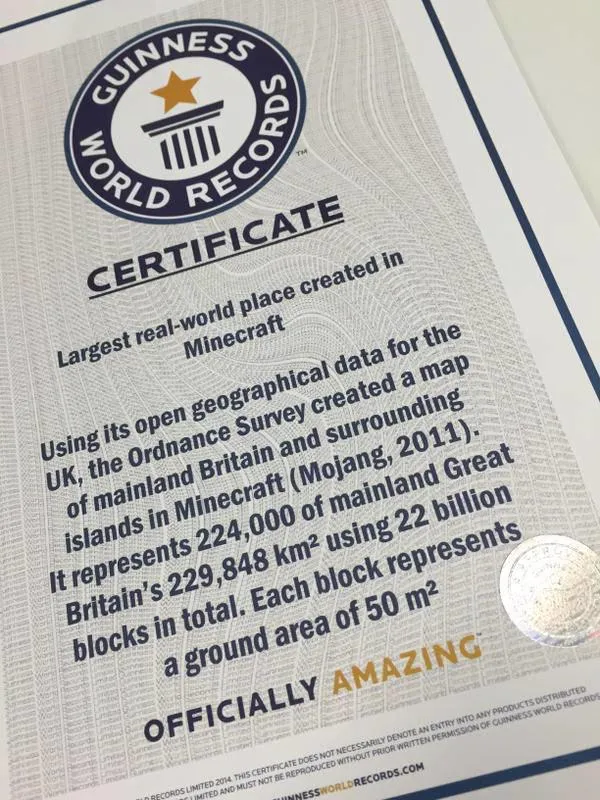 GUINNESS
WORLD RECORDS
TM
CERTIFICATE
Largest real-world place created in
Minecraft
Using its open geographical data for the
UK, the Ordnance Survey created a map
of mainland Britain and surrounding
islands in Minecraft (Mojang, 2011).
It represents 224,000 of mainland Great
Britain's 229,848 km² using 22 billion
blocks in total. Each block represents
a ground area of 50 m²
OFFICIALLY AMAZING
RECORDS LIMITED 2014. THIS CERTIFICATE DOES NOT NECESSARILY DENOTE AN ENTRY INTO ANY PRODUCTS DISTRIBUTED
LIMITED AND MUST NOT BE REPRODUCED WITHOUT PRIOR WRITTEN PERMISSION OF GUINNESS WORLD RECORDS
GUINNESSWORLDRECORDS.COM